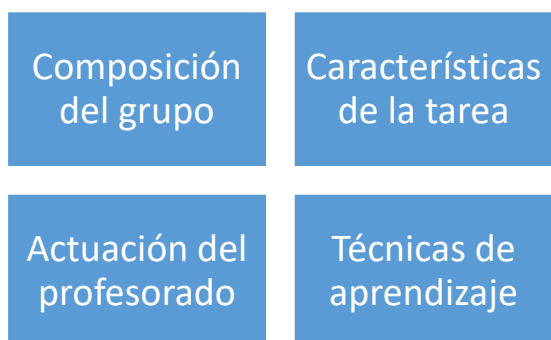 Composición
del grupo
Características
de la tarea
Actuación del
profesorado
Técnicas de
aprendizaje